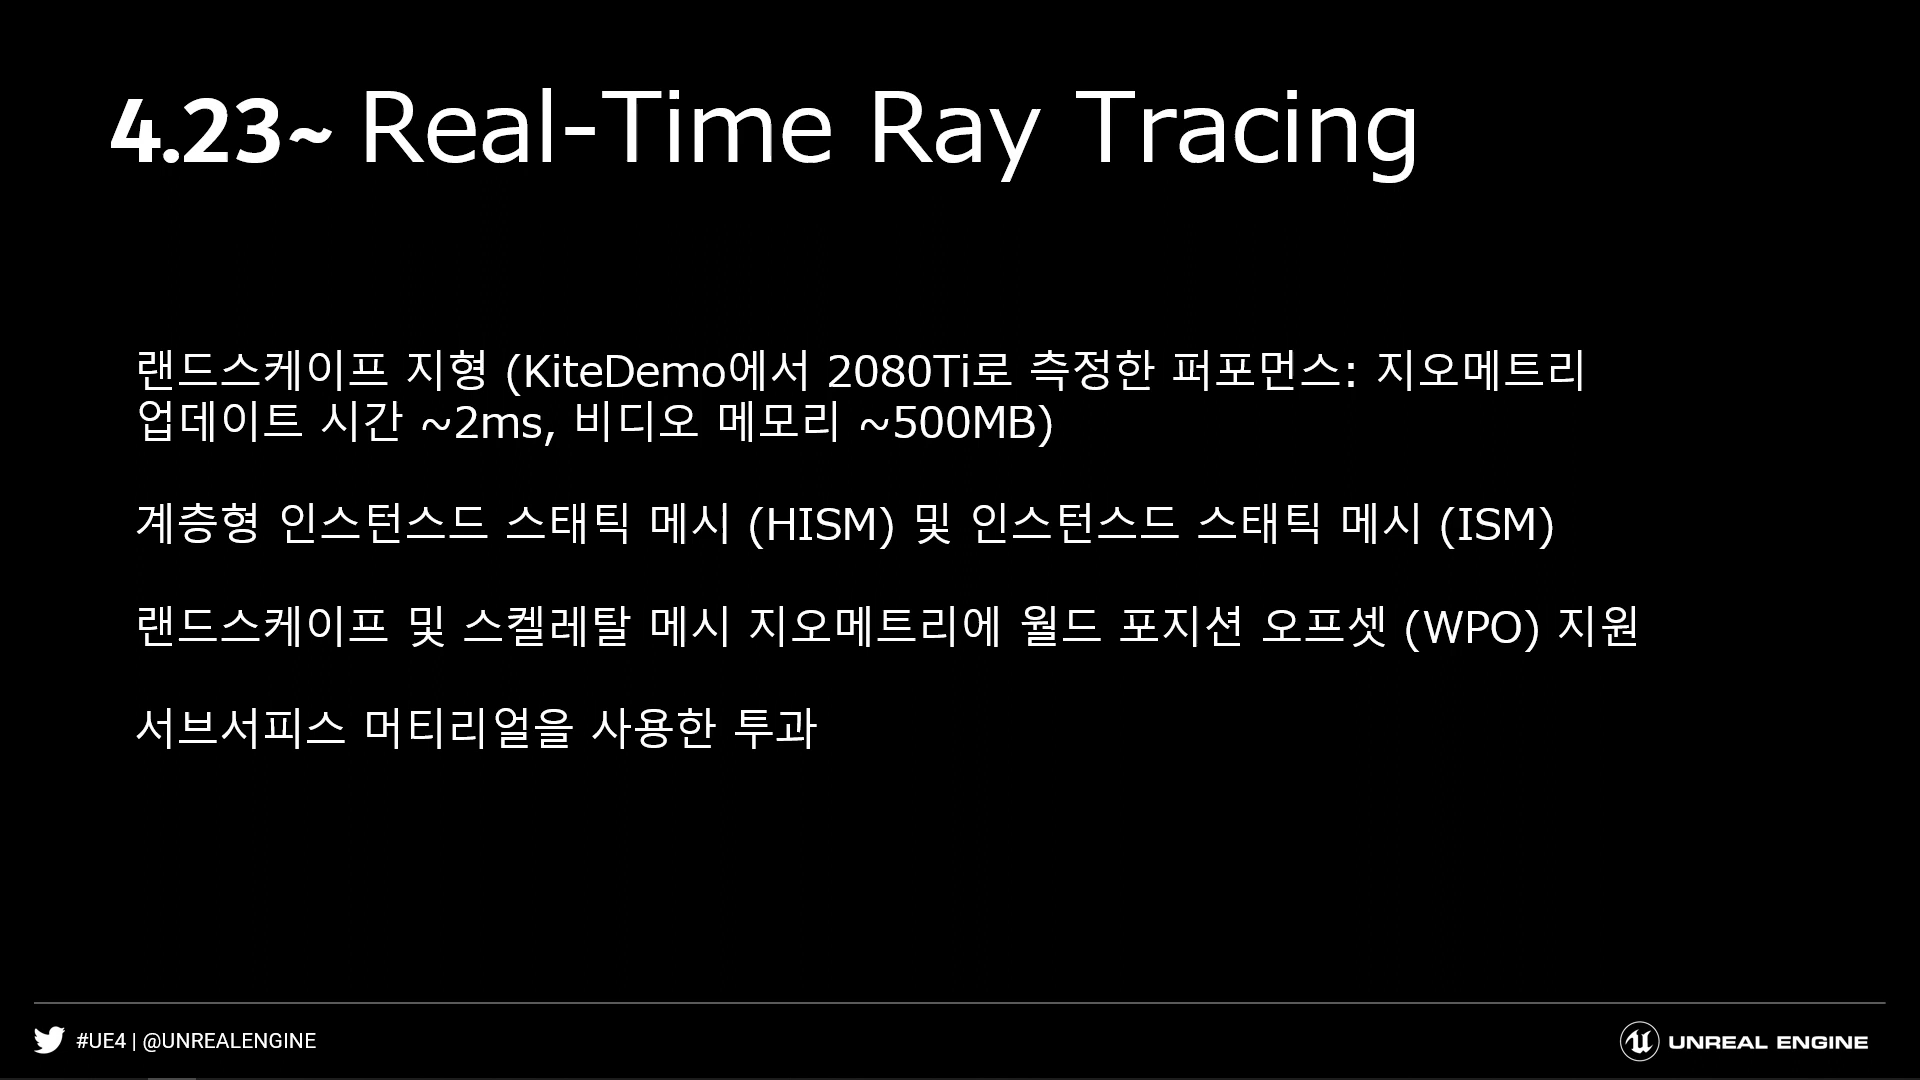 4.23~ Real-Time Ray Tracing
랜드스케이프 지형 (KiteDemo에서 2080Ti로 측정한 퍼포먼스: 지오메트리
업데이트 시간 ~2ms, 비디오 메모리 ~500MB)
계층형 인스턴스드 스태틱 메시 (HISM) 및 인스턴스드 스태틱 메시 (ISM)
랜드스케이프 및 스켈레탈 메시 지오메트리에 월드 포지션 오프셋 (WPO) 지원
서브서피스 머티리얼을 사용한 투과
#UE4 | @UNREALENGINE
UNREAL ENGINE